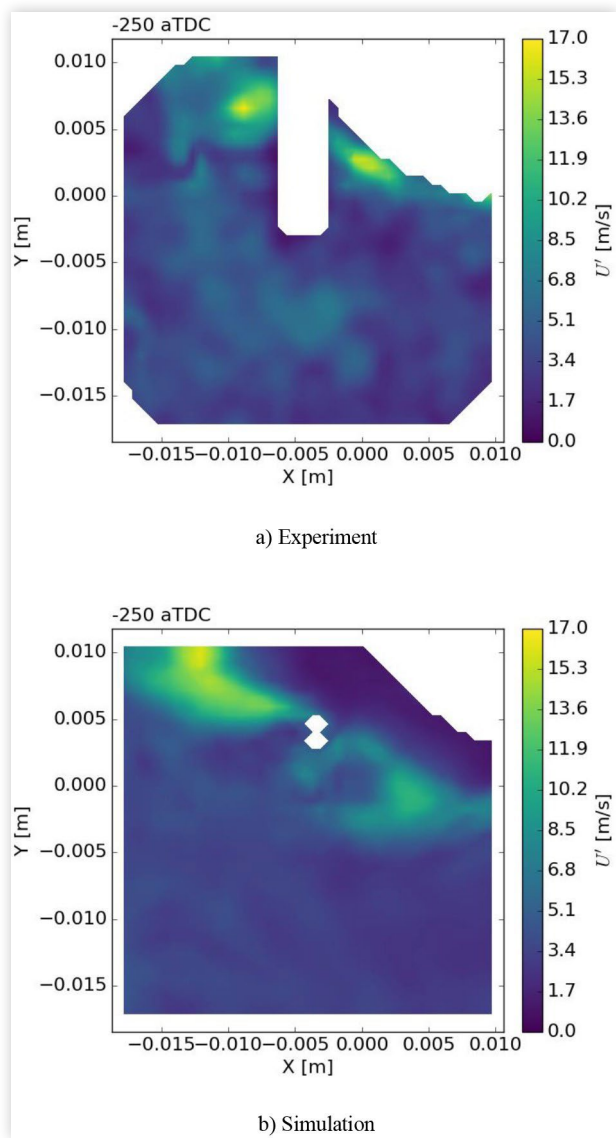 -250 aTDC
0.010
0.005
0.000
−0.005
−0.010
−0.015
Y [m]
−0.015−0.010−0.005 0.000 0.005 0.010
X [m]
17.0
15.3
13.6
11.9
10.2
8.5
6.8
5.1
3.4
1.7
0.0
U′ [m/s]
a) Experiment
-250 aTDC
0.010
0.005
0.000
−0.005
−0.010
−0.015
Y [m]
−0.015−0.010−0.005 0.000 0.005 0.010
X [m]
17.0
15.3
13.6
11.9
10.2
8.5
6.8
5.1
3.4
1.7
0.0
U′ [m/s]
b) Simulation